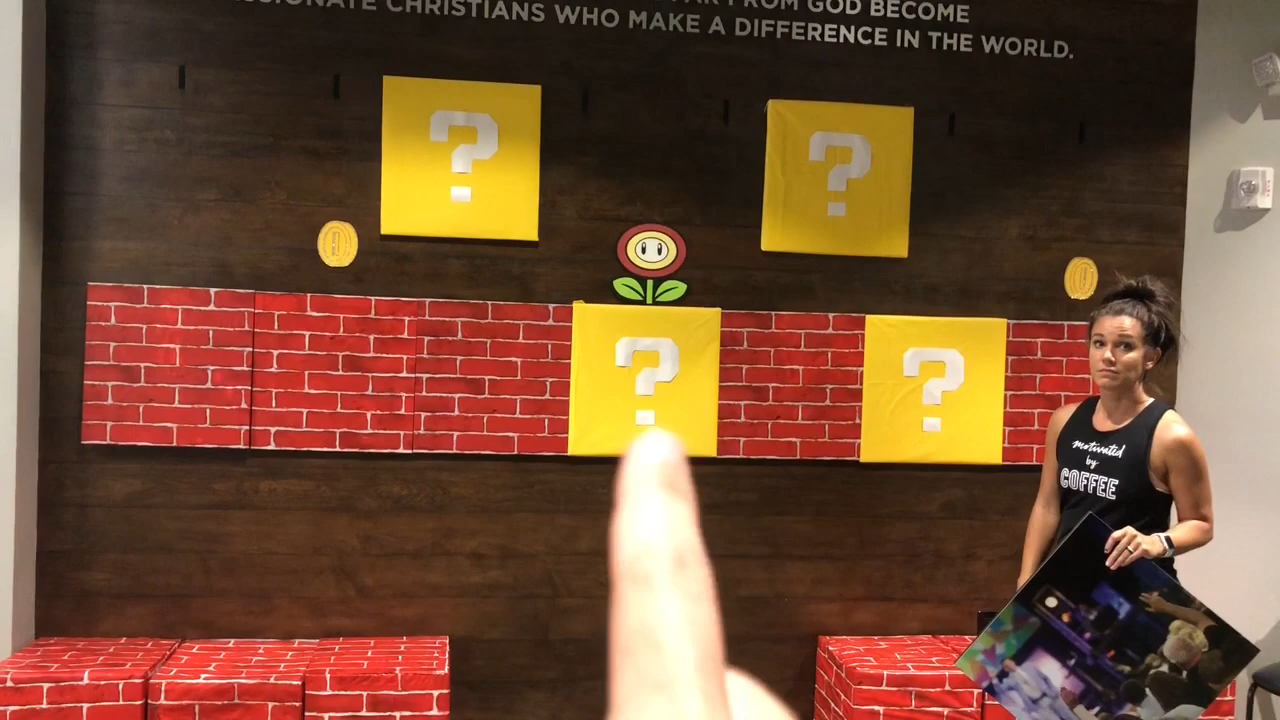 FROM GOD BECOME
CHRISTIANS WHO MAKE A DIFFERENCE IN THE WORLD.
?
?
?
?
motivated
by
COFFEE